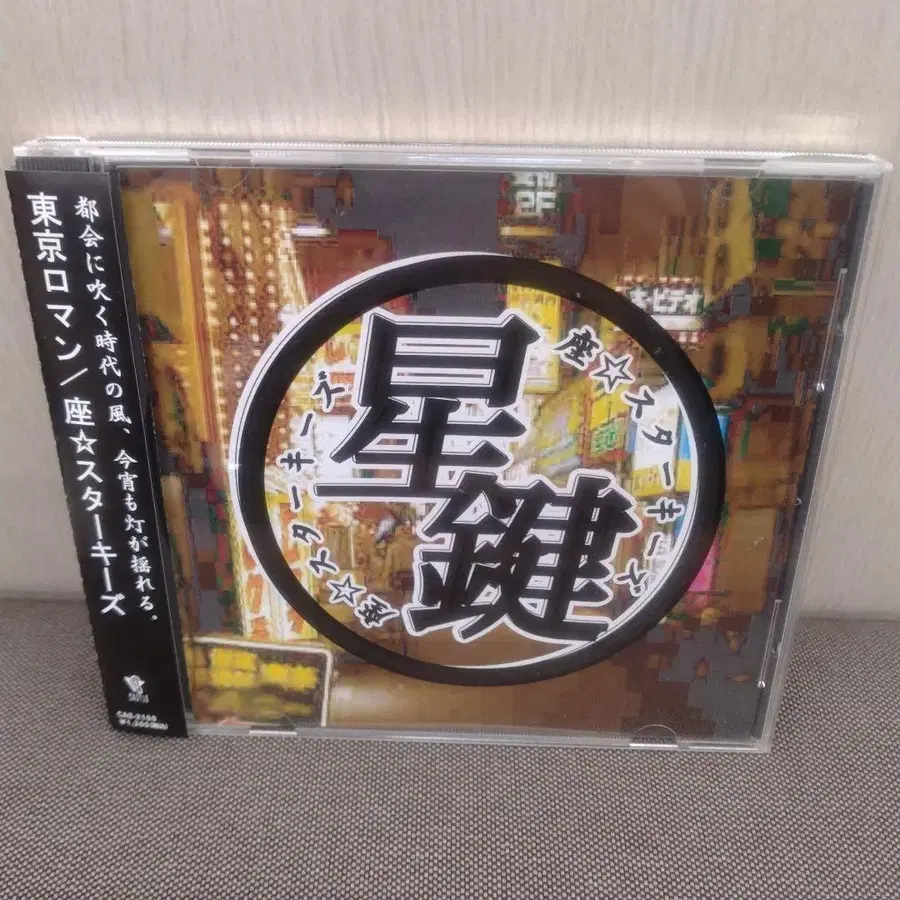 都会に吹く時代の風、今宵も灯が揺れる。
東京ロマン/座☆スターキーズ
星鍵
座☆スターキーズ
座☆スターキーズ
2F
ビデオ